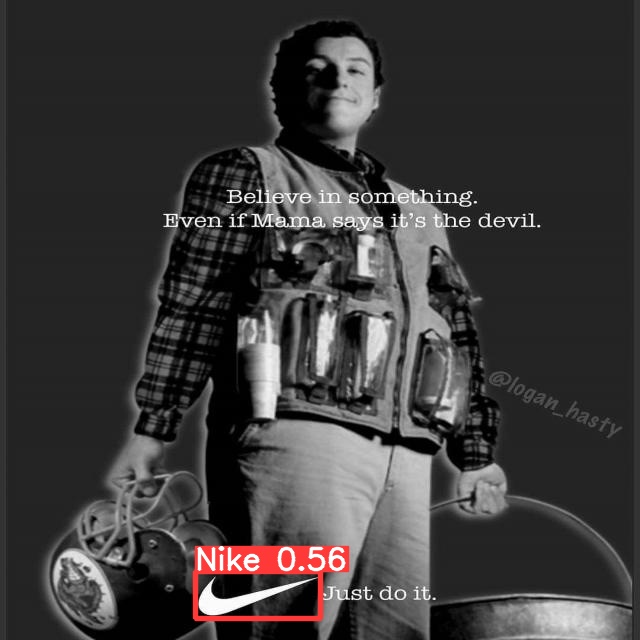 Believe in something.
Even if Mama says it's the devil.
@logan_hasty
Nike 0.56
Just do it.